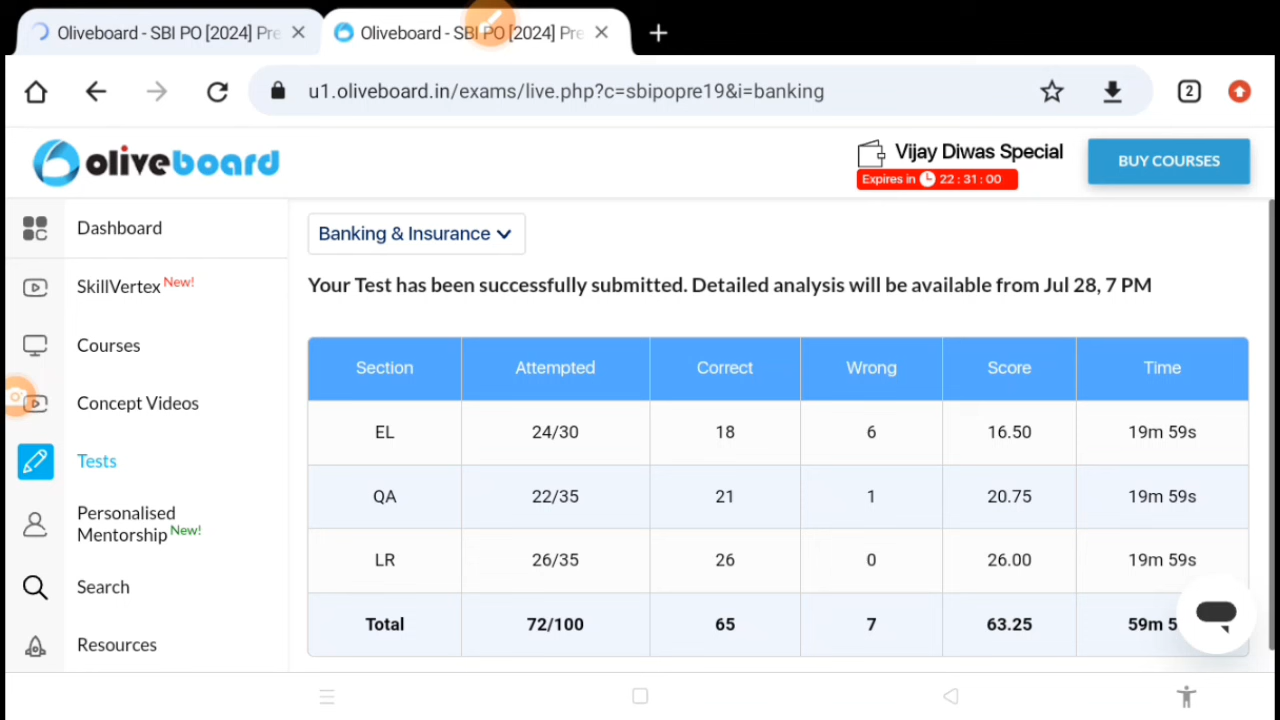 Oliveboard - SBI PO [2024] Pre
Oliveboard - SBI PO [2024] Pre
u1.oliveboard.in/exams/live.php?c=sbipopre19&i=banking
2
oliveboard
Vijay Diwas Special
Expires in 22 : 31 : 00
BUY COURSES
Dashboard
SkillVertex New!
Courses
Concept Videos
Tests
Personalised
Mentorship New!
Search
Resources
Banking & Insurance
Your Test has been successfully submitted. Detailed analysis will be available from Jul 28, 7 PM
Section Attempted Correct Wrong Score Time
EL 24/30 18 6 16.50 19m 59s
QA 22/35 21 1 20.75 19m 59s
LR 26/35 26 0 26.00 19m 59s
Total 72/100 65 7 63.25 59m 5